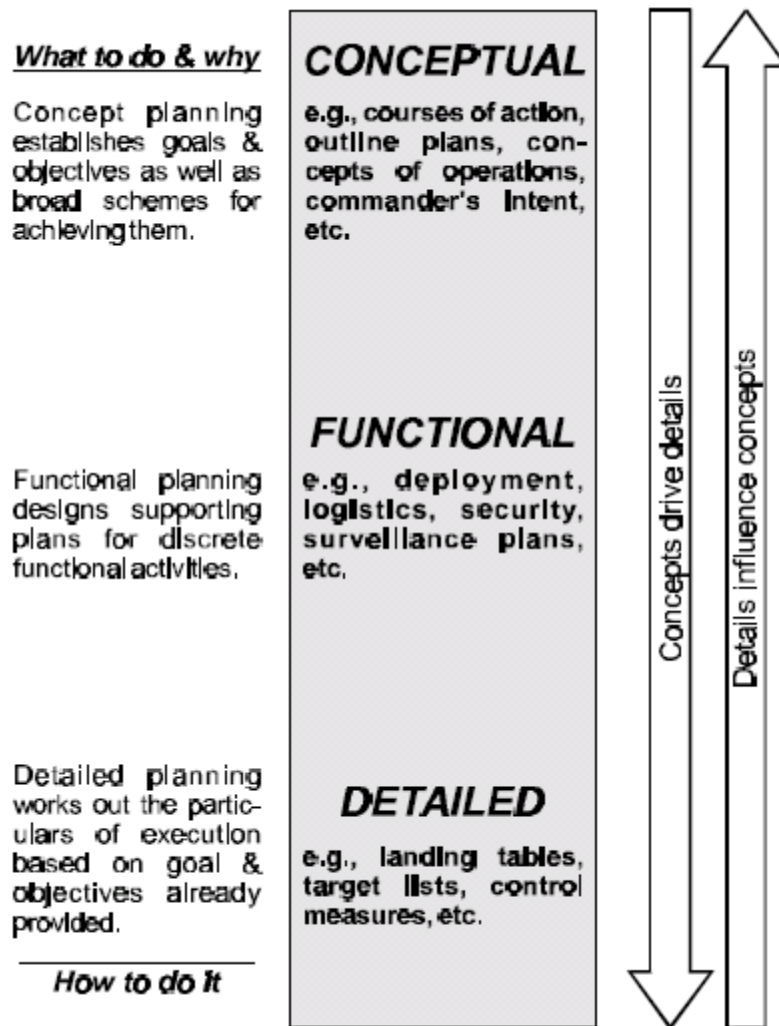 What to do & why
Concept planning
establishes goals &
objectives as well as
broad schemes for
achieving them.
CONCEPTUAL
e.g., courses of action,
outline plans, con-
cepts of operations,
commander's intent,
etc.
Functional planning
designs supporting
plans for discrete
functional activities.
FUNCTIONAL
e.g., deployment,
logistics, security,
surveillance plans,
etc.
Detailed planning
works out the partic-
ulars of execution
based on goal &
objectives already
provided.
How to do it
DETAILED
e.g., landing tables,
target lists, control
measures, etc.
Concepts drive details
Details influence concepts